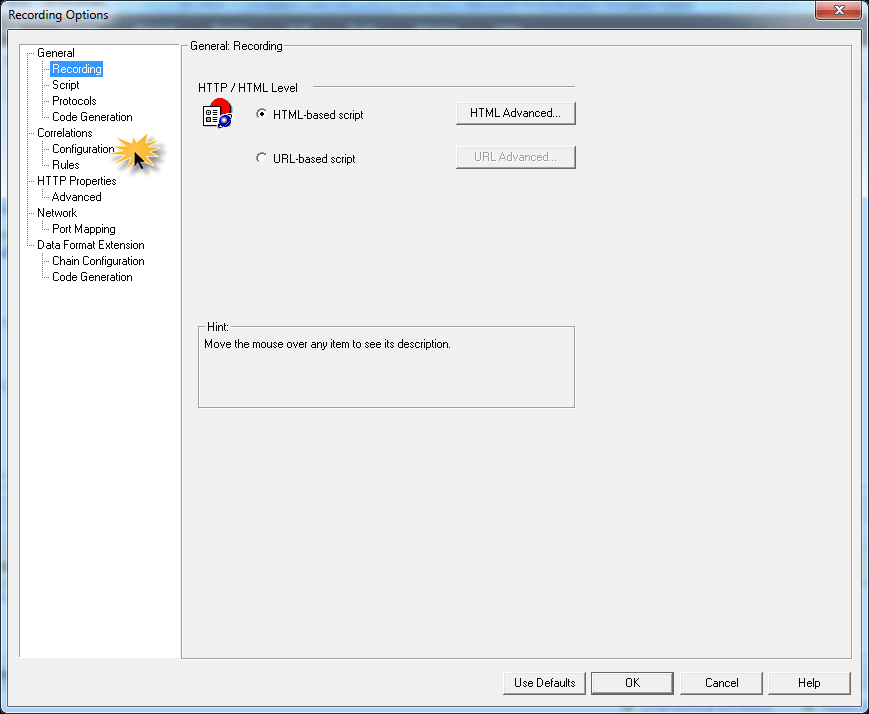 Recording Options
General
Recording
Script
Protocols
Code Generation
Correlations
Configuration
Rules
HTTP Properties
Advanced
Network
Port Mapping
Data Format Extension
Chain Configuration
Code Generation
General: Recording
HTTP / HTML Level
HTML-based script
HTML Advanced...
URL-based script
URL Advanced...
Hint:
Move the mouse over any item to see its description.
Use Defaults
OK
Cancel
Help